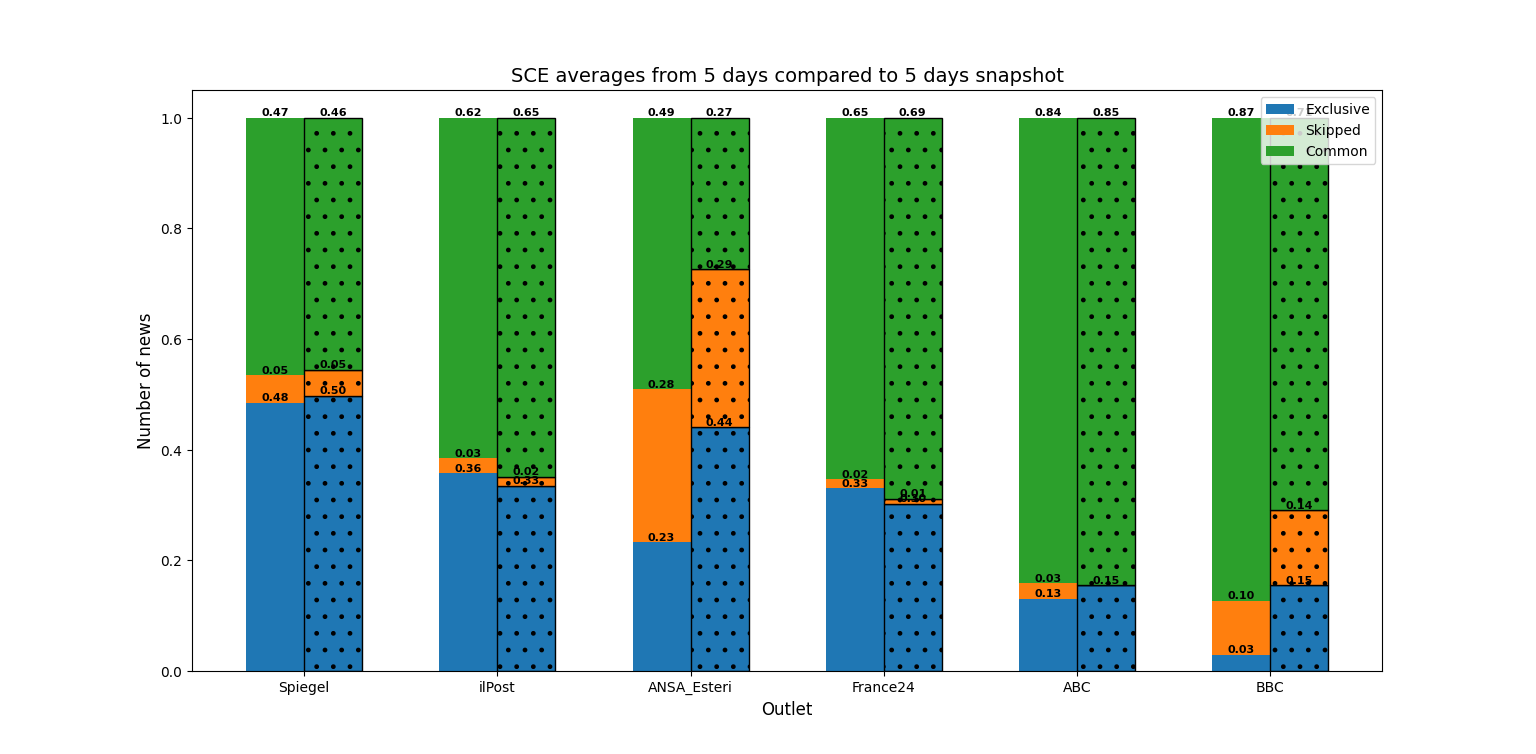 SCE averages from 5 days compared to 5 days snapshot
0.47 0.46 0.62 0.65 0.49 0.27 0.65 0.69 0.84 0.85 0.87
Exclusive
Skipped
Common
1.0
0.8
0.6
0.4
0.2
0.0
Number of news
0.05 0.05
0.48 0.50
0.03 0.02
0.36 0.33
0.28 0.29
0.23 0.44
0.02 0.01
0.33
0.03
0.13 0.15
0.10 0.14
0.03 0.15
Spiegel ilPost ANSA_Esteri France24 ABC BBC
Outlet